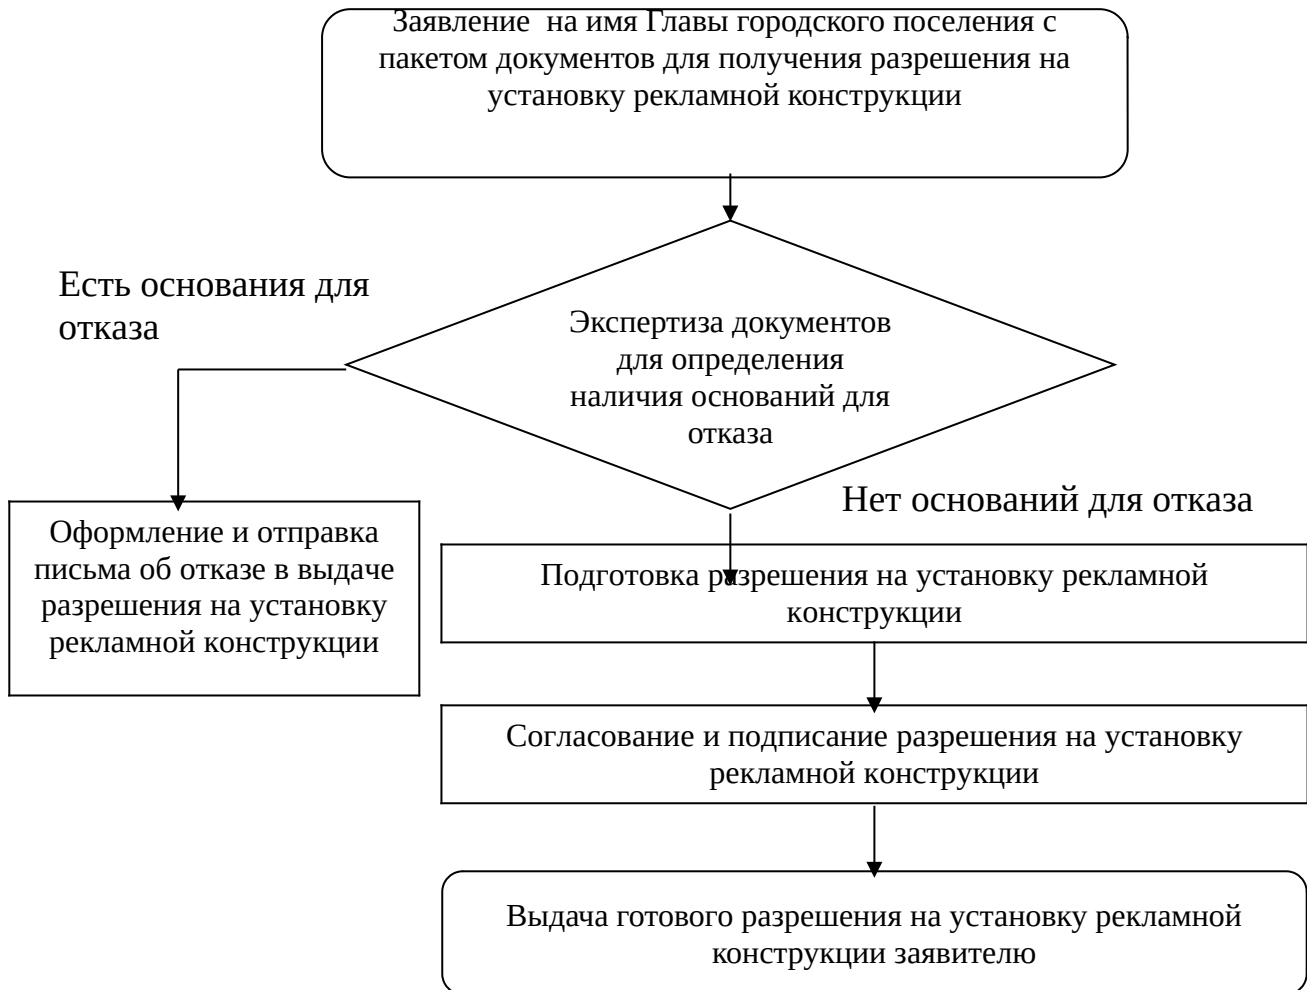 Заявление  на имя Главы городского поселения с
пакетом документов для получения разрешения на
установку рекламной конструкции
Есть основания для
отказа
Экспертиза документов
для определения
наличия оснований для
отказа
Нет оснований для отказа
Оформление и отправка
письма об отказе в выдаче
разрешения на установку
рекламной конструкции
Подготовка разрешения на установку рекламной
конструкции
Согласование и подписание разрешения на установку
рекламной конструкции
Выдача готового разрешения на установку рекламной
конструкции заявителю